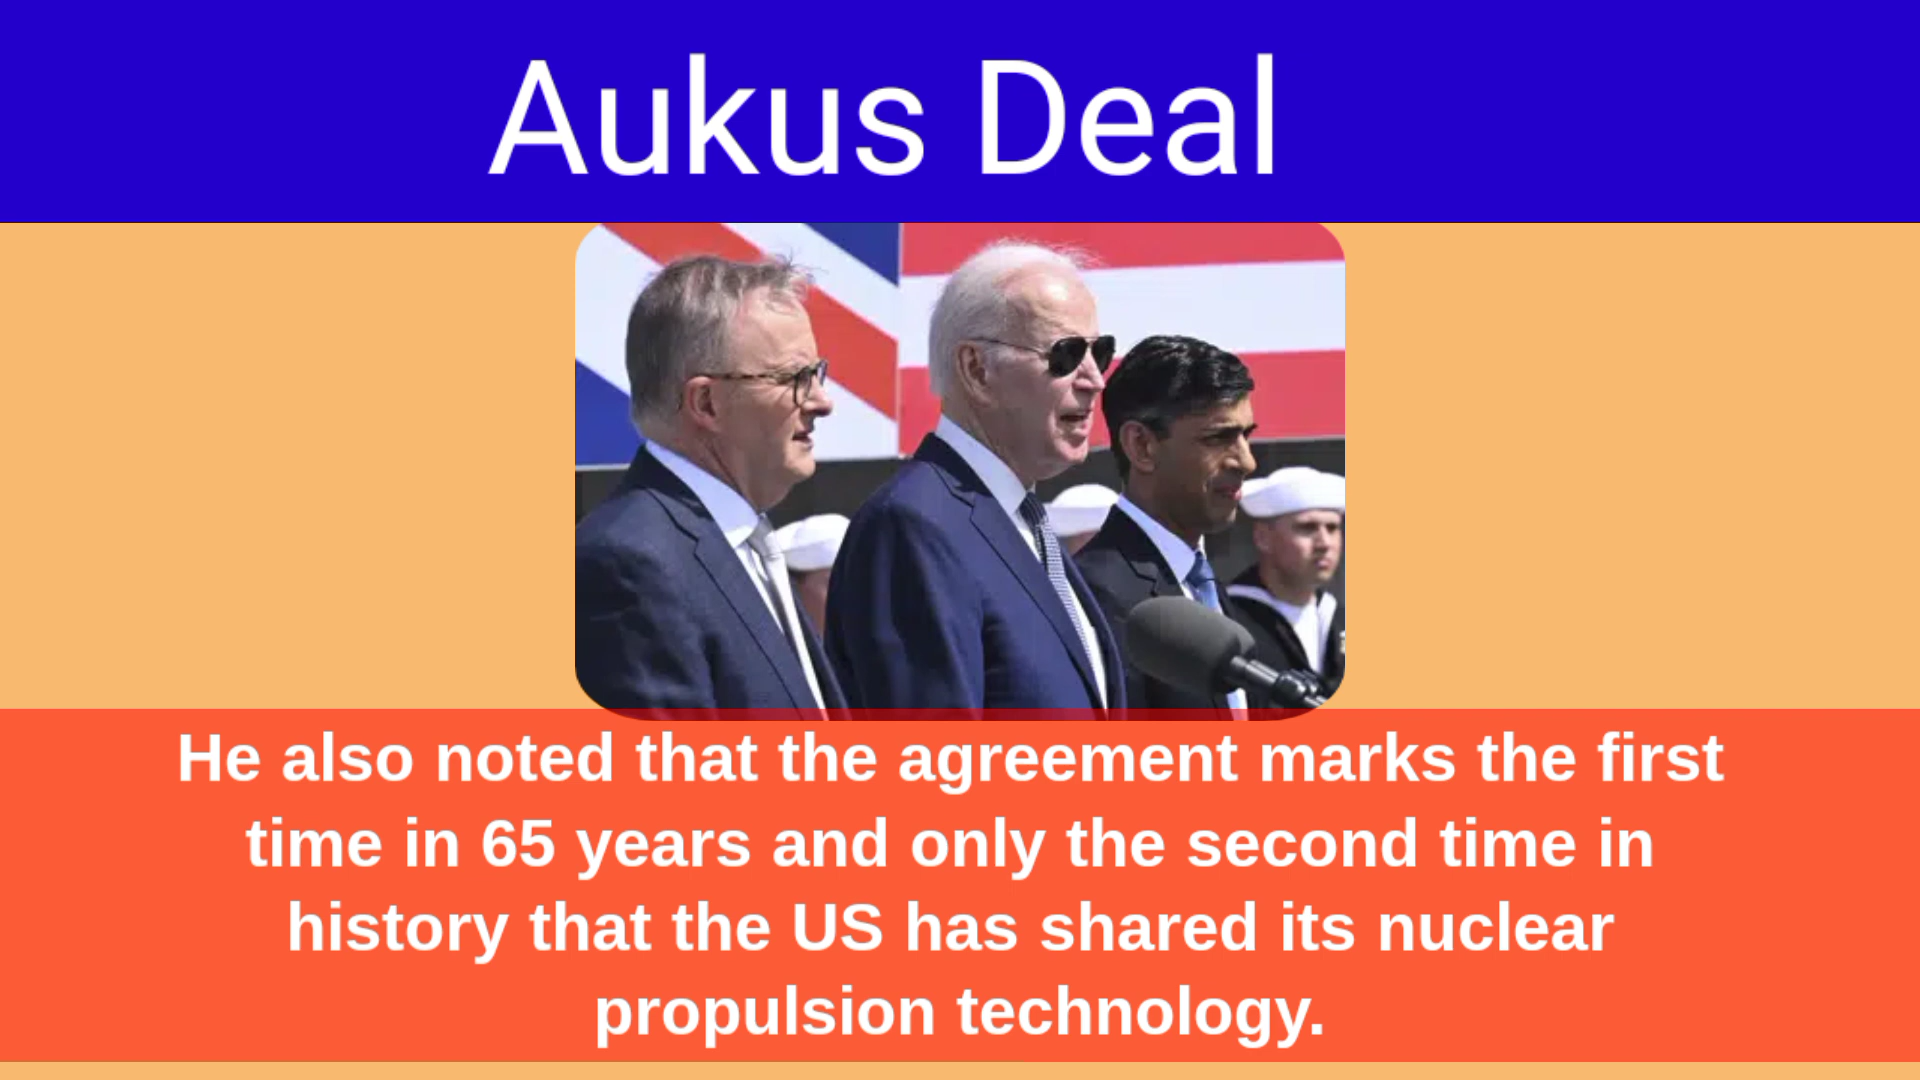 Aukus Deal
He also noted that the agreement marks the first
time in 65 years and only the second time in
history that the US has shared its nuclear
propulsion technology.